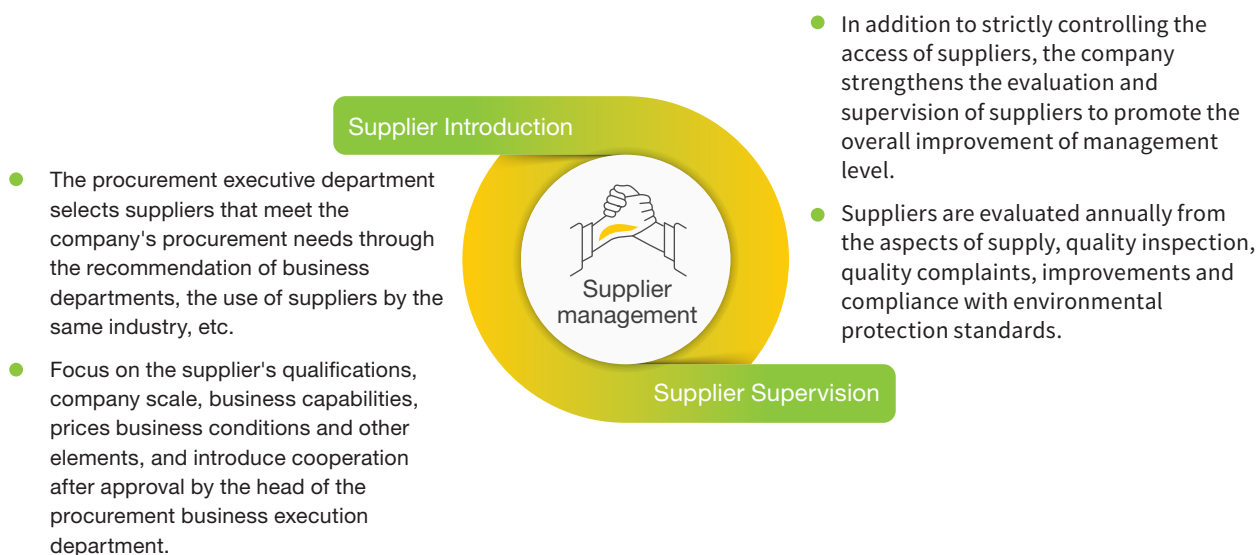 Supplier Introduction
The procurement executive department
selects suppliers that meet the
company's procurement needs through
the recommendation of business
departments, the use of suppliers by the
same industry, etc.
Focus on the supplier's qualifications,
company scale, business capabilities,
prices business conditions and other
elements, and introduce cooperation
after approval by the head of the
procurement business execution
department.
Supplier
management
In addition to strictly controlling the
access of suppliers, the company
strengthens the evaluation and
supervision of suppliers to promote the
overall improvement of management
level.
Suppliers are evaluated annually from
the aspects of supply, quality inspection,
quality complaints, improvements and
compliance with environmental
protection standards.
Supplier Supervision